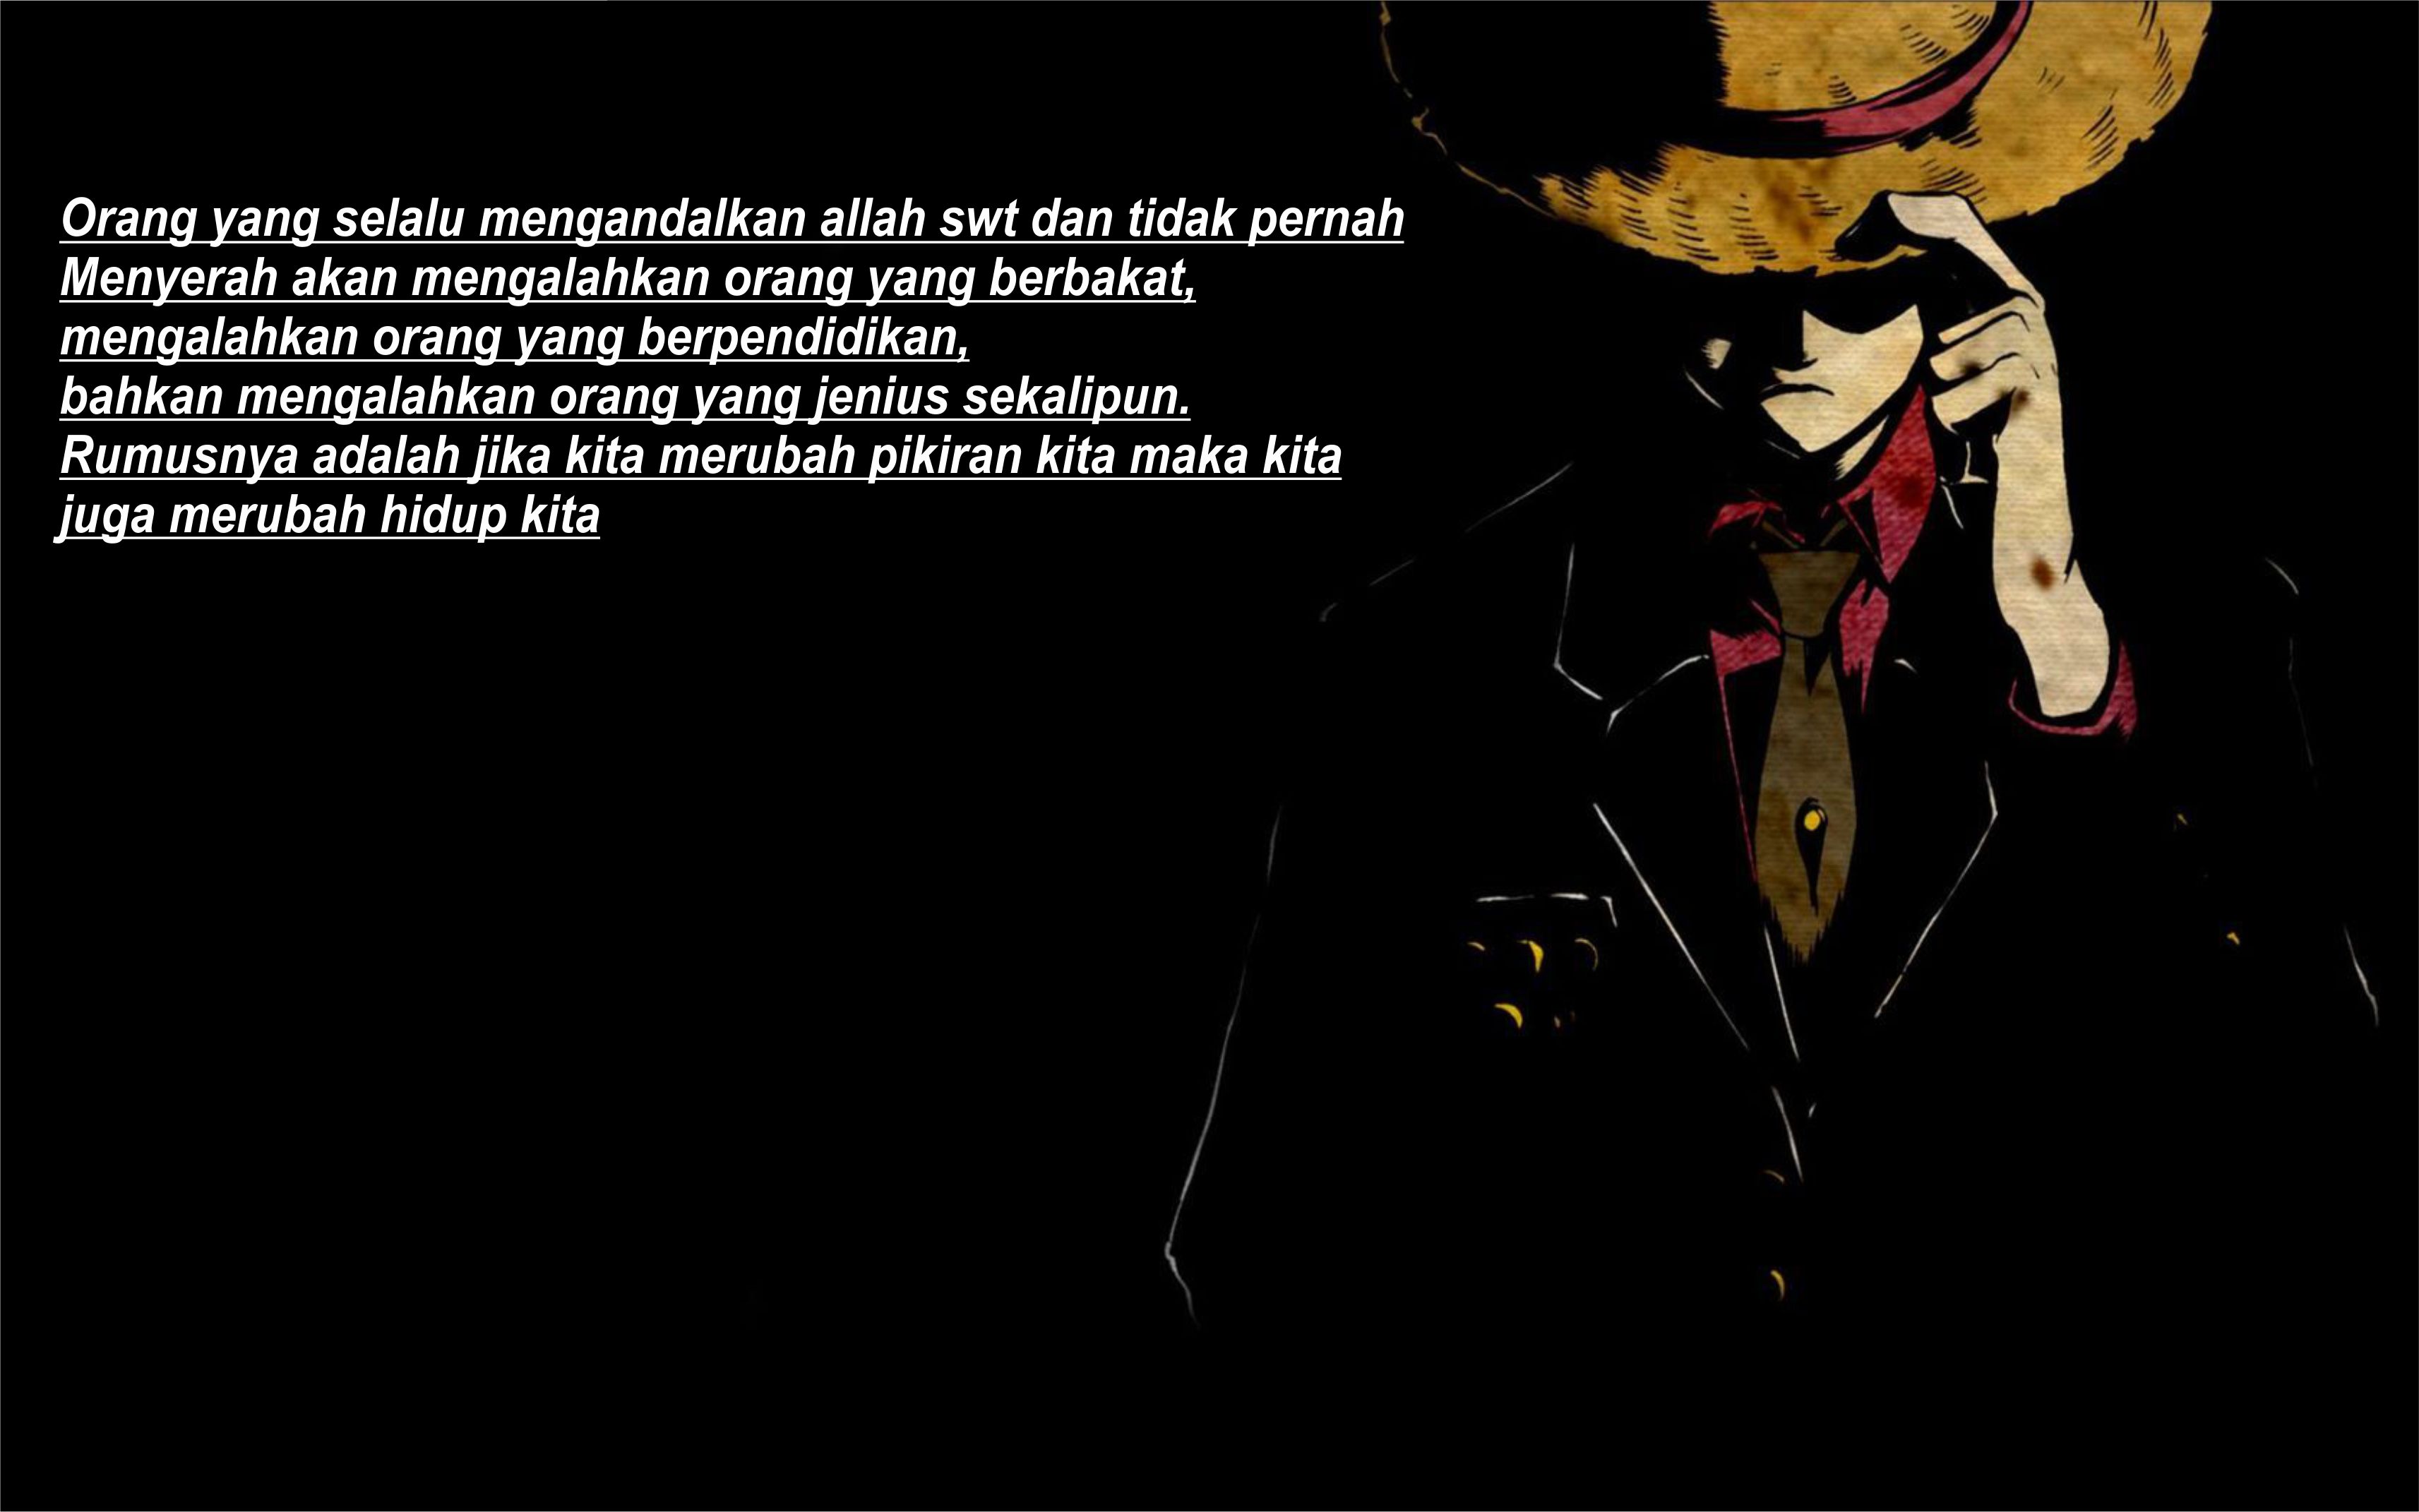 Orang yang selalu mengandalkan allah swt dan tidak pernah
Menyerah akan mengalahkan orang yang berbakat,
mengalahkan orang yang berpendidikan,
bahkan mengalahkan orang yang jenius sekalipun.
Rumusnya adalah jika kita merubah pikiran kita maka kita
juga merubah hidup kita